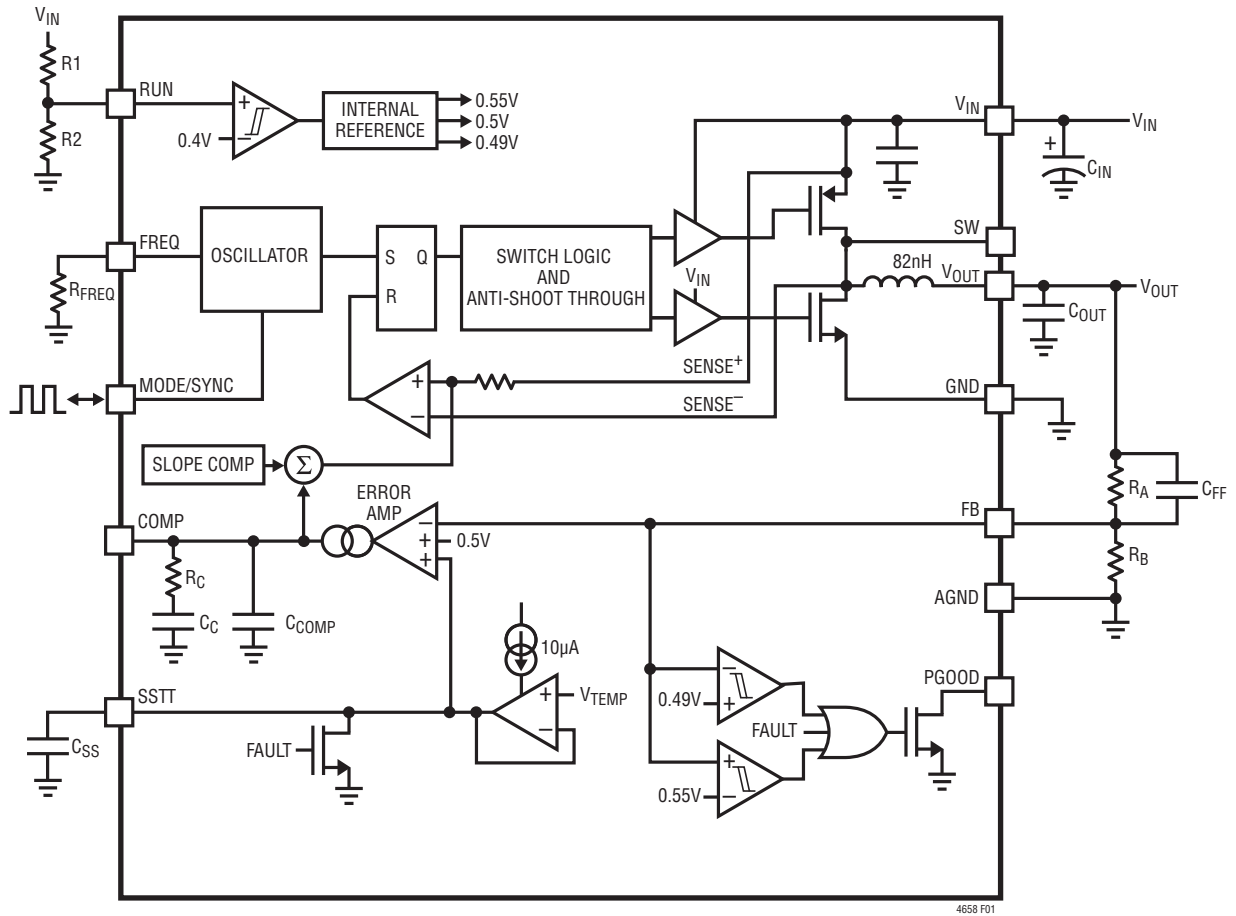 VIN
R1
RUN
R2
+
0.4V
−
INTERNAL
REFERENCE
0.55V
0.5V
0.49V
VIN
VIN
+
CIN
FREQ
RFREQ
OSCILLATOR
S Q
R
SWITCH LOGIC
AND
ANTI-SHOOT THROUGH
VIN
SW
82nH
VOUT
VOUT
COUT
MODE/SYNC
+
−
SENSE+
SENSE−
GND
SLOPE COMP
Σ
ERROR
AMP
−
+
+
0.5V
COMP
RC
CC
CCOMP
FB
RA
CFF
RB
AGND
10µA
+
−
VTEMP
SSTT
CSS
FAULT
−
0.49V
+
FAULT
+
0.55V
−
PGOOD
4658 F01